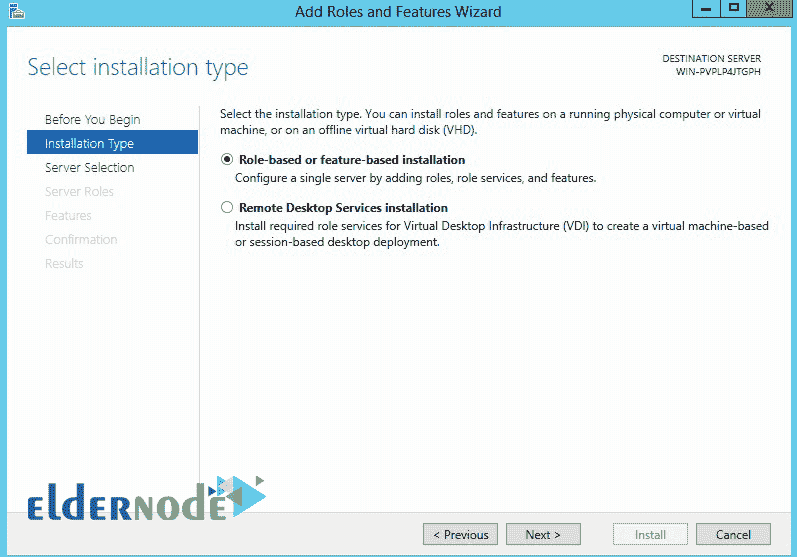 Add Roles and Features Wizard
Select installation type
DESTINATION SERVER
WIN-PVPLP4JTGPH
Before You Begin
Installation Type
Server Selection
Server Roles
Features
Confirmation
Results
Select the installation type. You can install roles and features on a running physical computer or virtual
machine, or on an offline virtual hard disk (VHD).
Role-based or feature-based installation
Configure a single server by adding roles, role services, and features.
Remote Desktop Services installation
Install required role services for Virtual Desktop Infrastructure (VDI) to create a virtual machine-based
or session-based desktop deployment.
elderNODE
< Previous
Next >
Install
Cancel